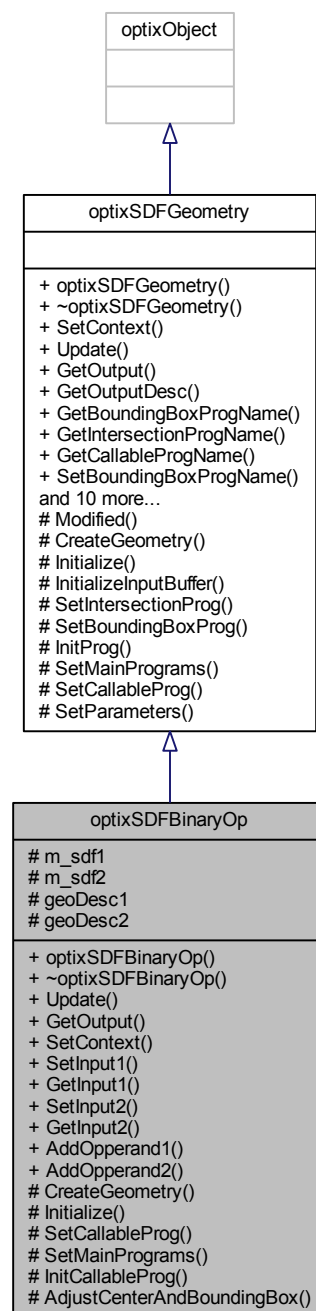 optixObject
optixSDFGeometry
+ optixSDFGeometry()
+ ~optixSDFGeometry()
+ SetContext()
+ Update()
+ GetOutput()
+ GetOutputDesc()
+ GetBoundingBoxProgName()
+ GetIntersectionProgName()
+ GetCallableProgName()
+ SetBoundingBoxProgName()
and 10 more...
# Modified()
# CreateGeometry()
# Initialize()
# InitializeInputBuffer()
# SetIntersectionProg()
# SetBoundingBoxProg()
# InitProg()
# SetMainPrograms()
# SetCallableProg()
# SetParameters()
optixSDFBinaryOp
# m_sdf1
# m_sdf2
# geoDesc1
# geoDesc2
+ optixSDFBinaryOp()
+ ~optixSDFBinaryOp()
+ Update()
+ GetOutput()
+ SetContext()
+ SetInput1()
+ GetInput1()
+ SetInput2()
+ GetInput2()
+ AddOpperand1()
+ AddOpperand2()
# CreateGeometry()
# Initialize()
# SetCallableProg()
# SetMainPrograms()
# InitCallableProg()
# AdjustCenterAndBoundingBox()